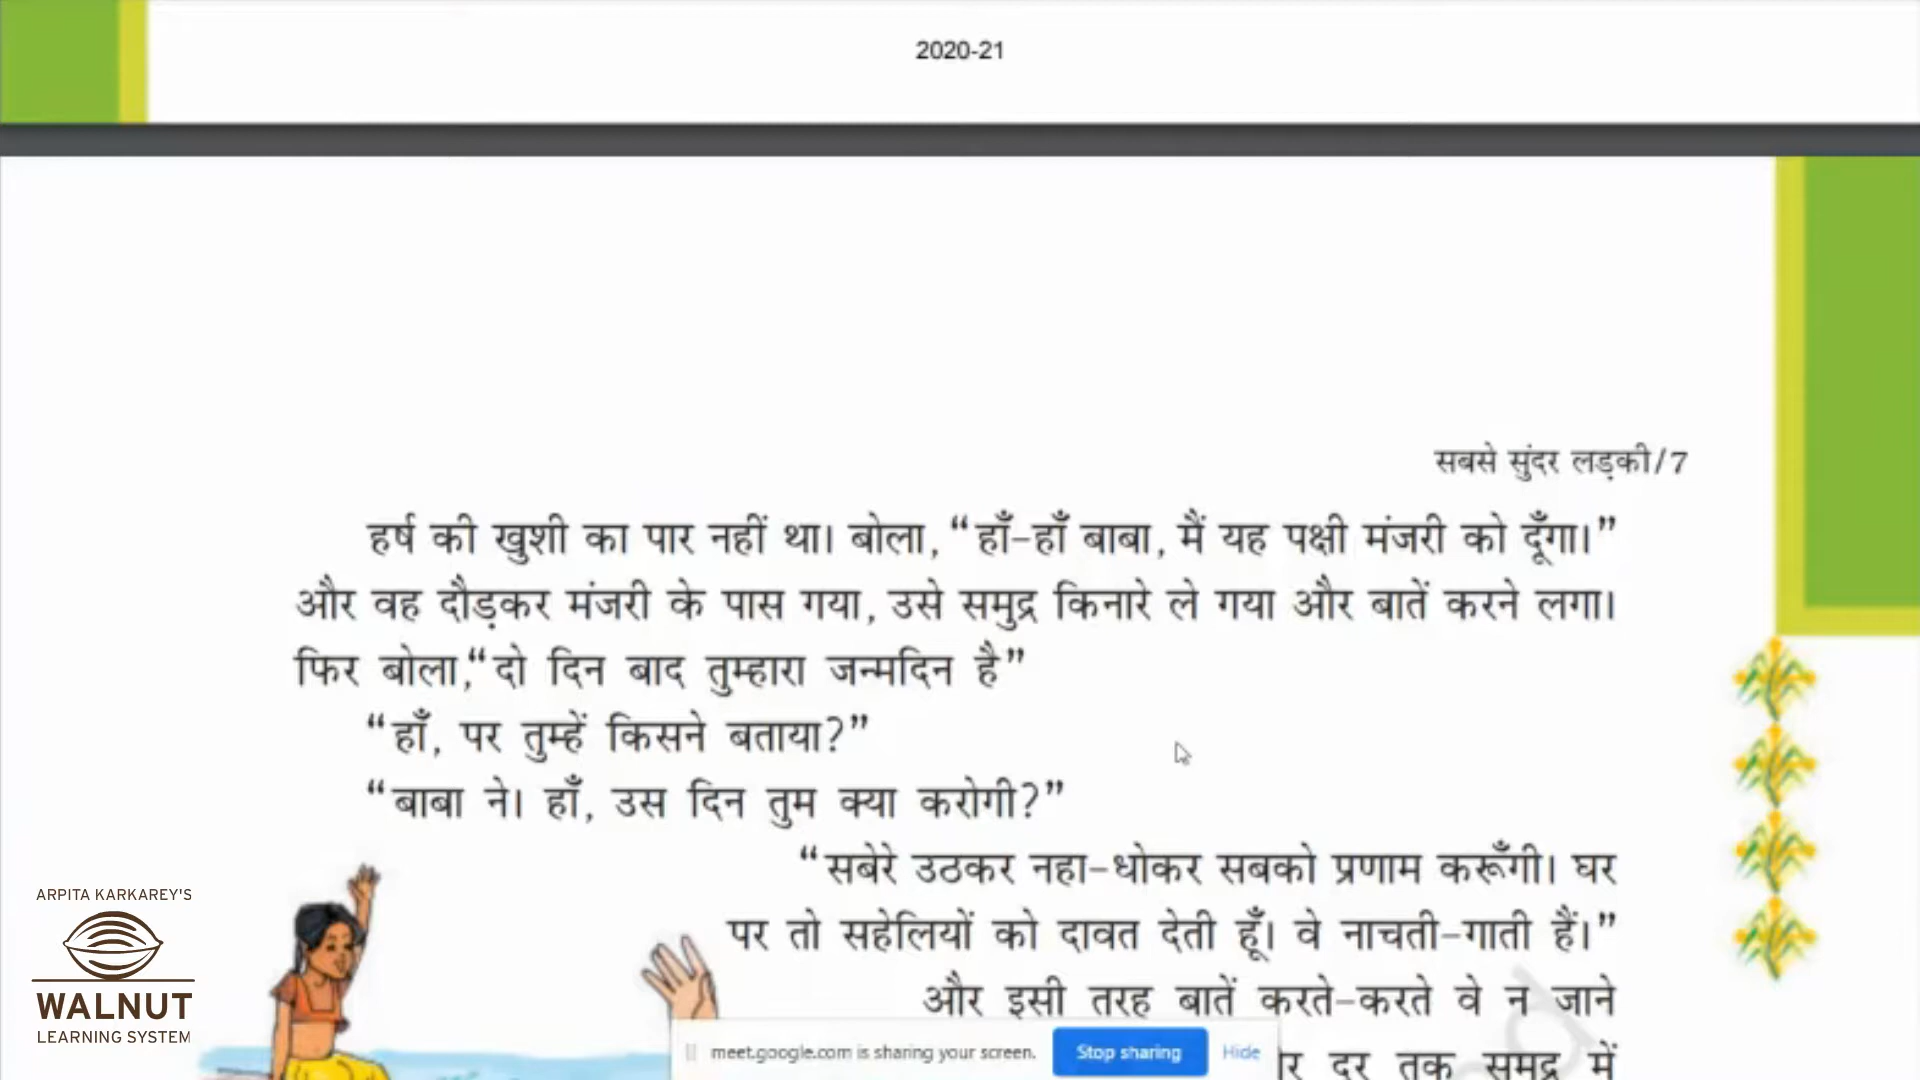 2020-21
सबसे सुंदर लड़की/7
हर्ष की खुशी का पार नहीं था। बोला, “हाँ-हाँ बाबा, मैं यह पक्षी मंजरी को दूँगा।”
और वह दौड़कर मंजरी के पास गया, उसे समुद्र किनारे ले गया और बातें करने लगा।
फिर बोला,“दो दिन बाद तुम्हारा जन्मदिन है”
“हाँ, पर तुम्हें किसने बताया?”
“बाबा ने। हाँ, उस दिन तुम क्या करोगी?”
“सबेरे उठकर नहा-धोकर सबको प्रणाम करूँगी। घर
पर तो सहेलियों को दावत देती हूँ। वे नाचती-गाती हैं।”
और इसी तरह बातें करते-करते वे न जाने
दूर तक समुद्र में
ARPITA KARKAREY'S
WALNUT
LEARNING SYSTEM
meet.google.com is sharing your screen.
Stop sharing
Hide